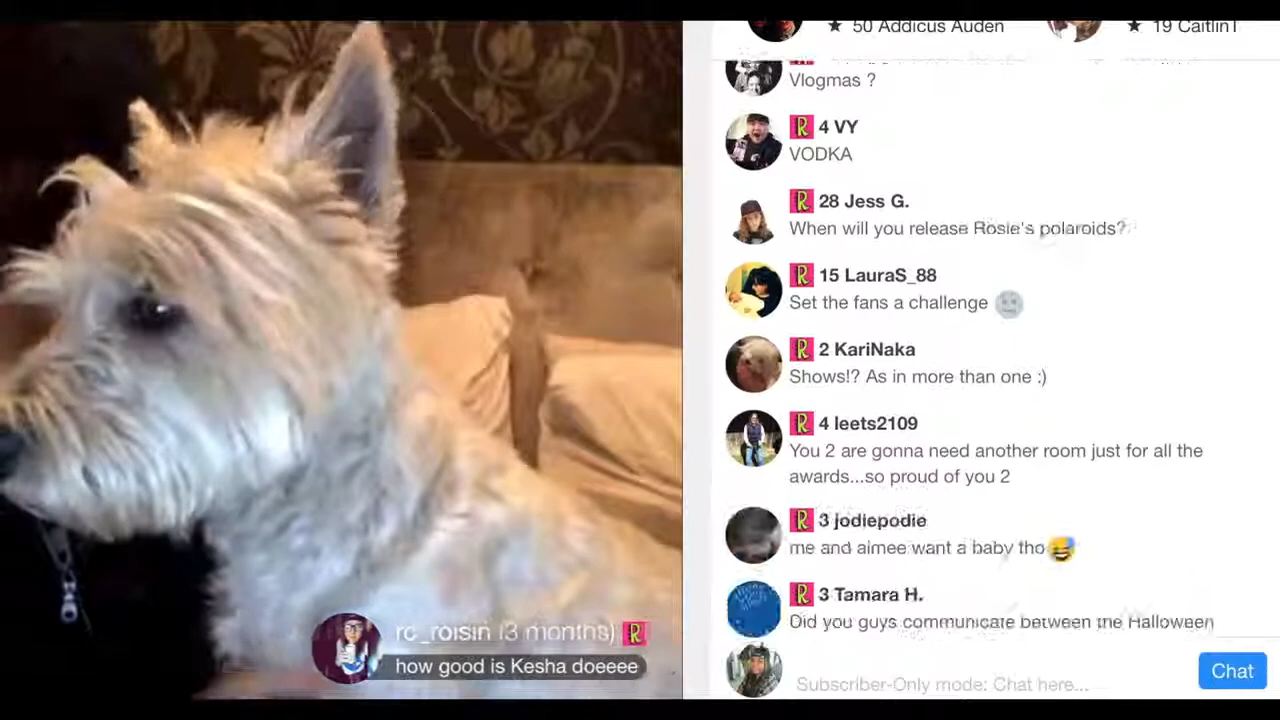 ★ 50 Addicus Auden ★ 19 CaitlinT
Vlogmas ?
R 4 VY
VODKA
R 28 Jess G.
When will you release Rosie's polaroids?
R 15 LauraS_88
Set the fans a challenge
R 2 KariNaka
Shows!? As in more than one :)
R 4 leets2109
You 2 are gonna need another room just for all the
awards...so proud of you 2
R 3 jodiepodie
me and aimee want a baby tho
R 3 Tamara H.
Did you guys communicate between the Halloween
rc_roisin (3 months) R
how good is Kesha doeeee
Subscriber-Only mode: Chat here...
Chat